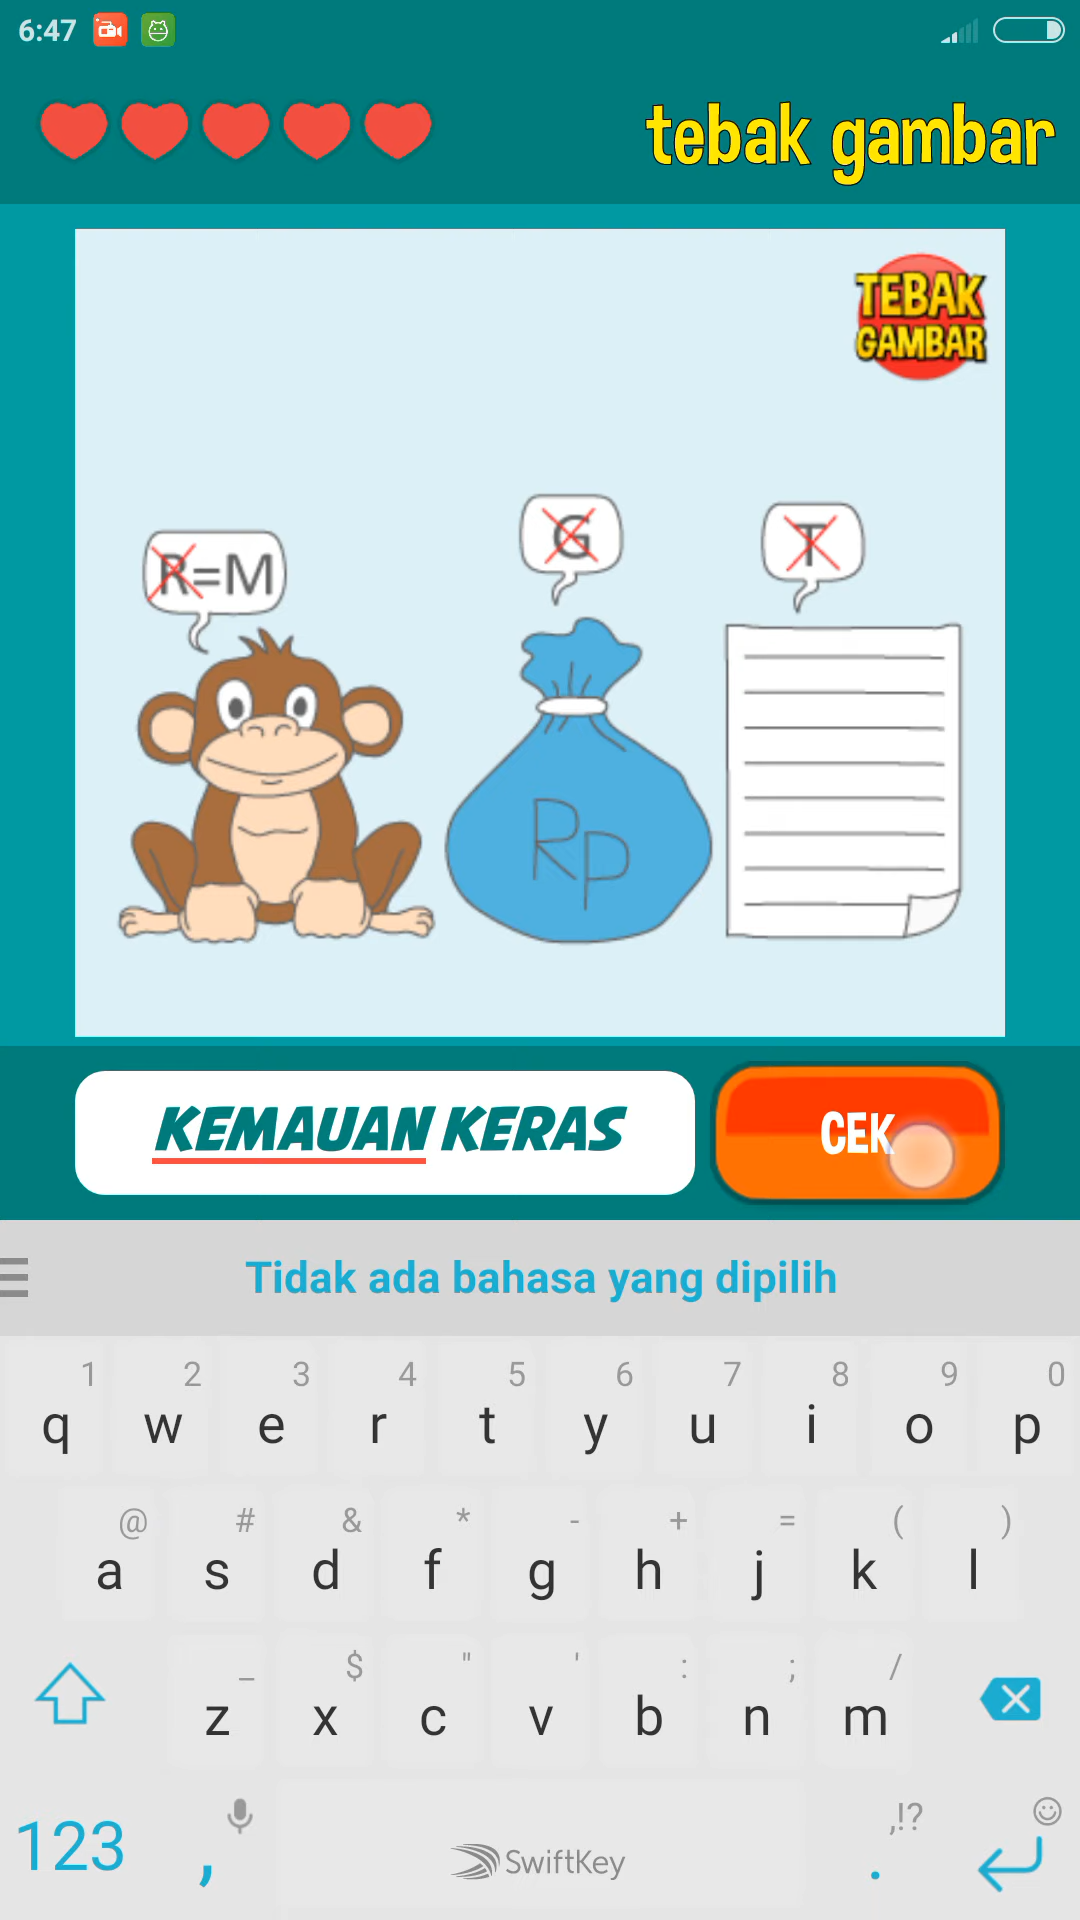 6:47
tebak gambar
TEBAK
GAMBAR
R=M
G
T
Rp
KEMAUAN KERAS
CEK
Tidak ada bahasa yang dipilih
1 2 3 4 5 6 7 8 9 0
q w e r t y u i o p
@ # & * - + = ( )
a s d f g h j k l
_ $ " ' : ; /
z x c v b n m
,!?
123 , SwiftKey .